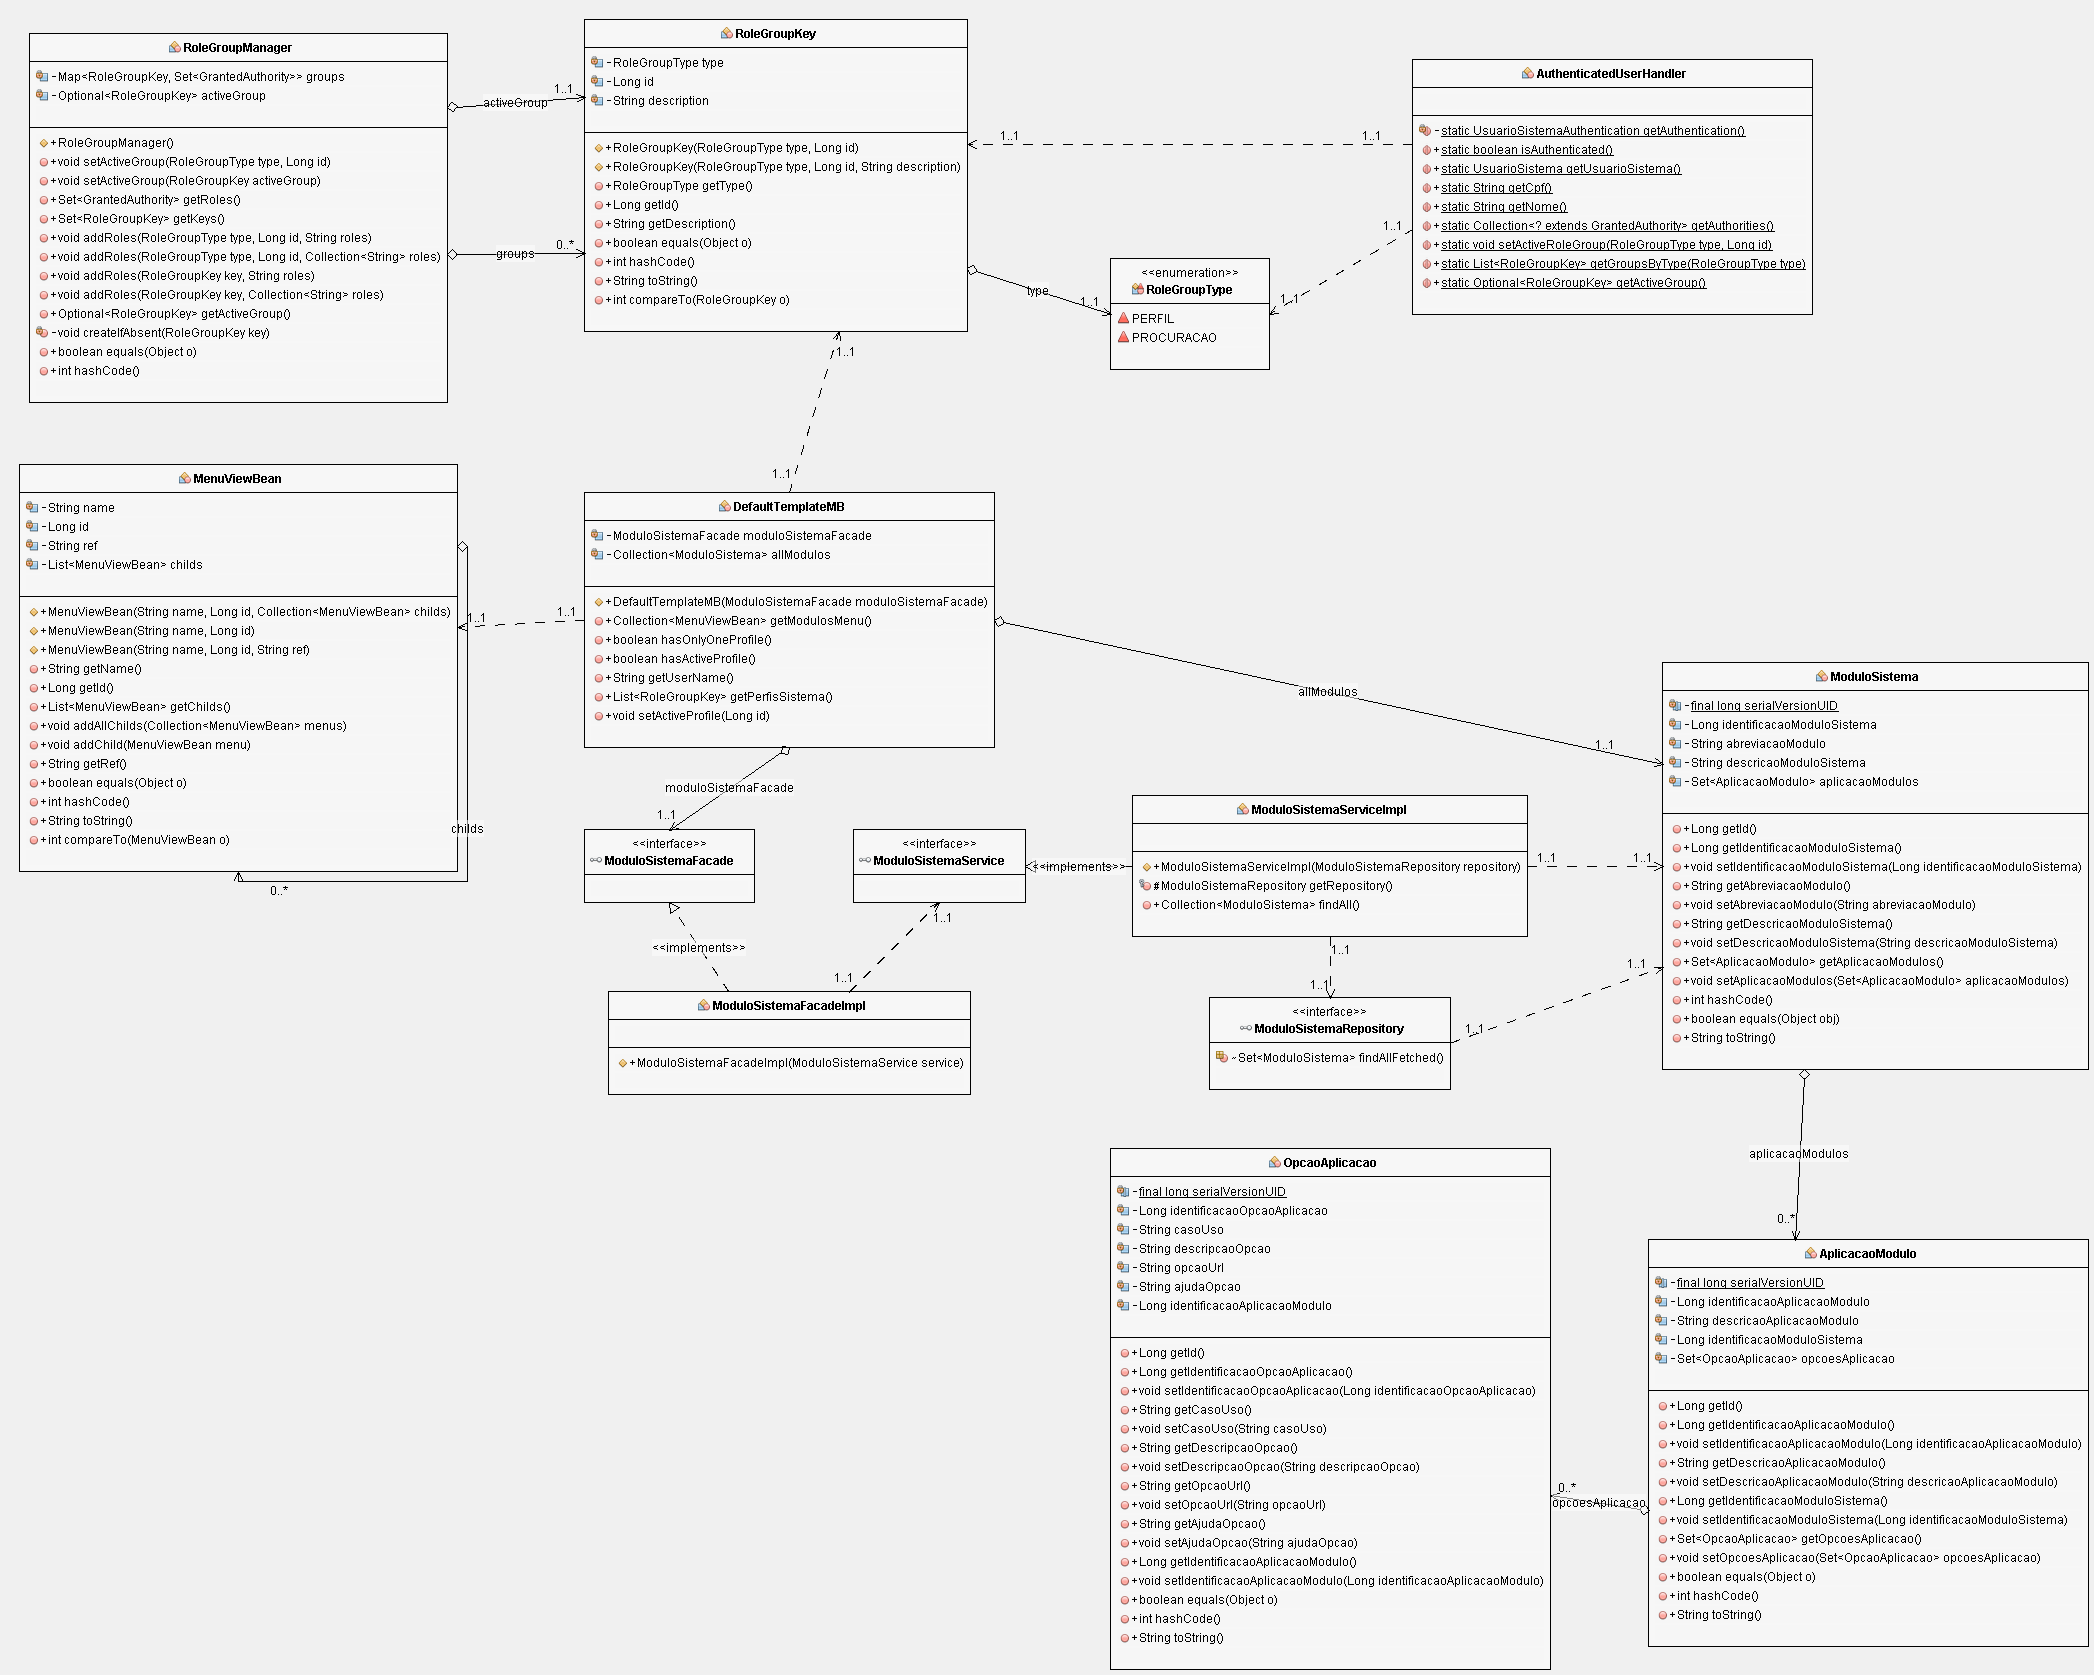 RoleGroupManager
-Map<RoleGroupKey, Set<GrantedAuthority>> groups
-Optional<RoleGroupKey> activeGroup
+RoleGroupManager()
+void setActiveGroup(RoleGroupType type, Long id)
+void setActiveGroup(RoleGroupKey activeGroup)
+Set<GrantedAuthority> getRoles()
+Set<RoleGroupKey> getKeys()
+void addRoles(RoleGroupType type, Long id, String roles)
+void addRoles(RoleGroupType type, Long id, Collection<String> roles)
+void addRoles(RoleGroupKey key, String roles)
+void addRoles(RoleGroupKey key, Collection<String> roles)
+Optional<RoleGroupKey> getActiveGroup()
-void createIfAbsent(RoleGroupKey key)
+boolean equals(Object o)
+int hashCode()
activeGroup
1..1
groups
0..*
RoleGroupKey
-RoleGroupType type
-Long id
-String description
+RoleGroupKey(RoleGroupType type, Long id)
+RoleGroupKey(RoleGroupType type, Long id, String description)
+RoleGroupType getType()
+Long getId()
+String getDescription()
+boolean equals(Object o)
+int hashCode()
+String toString()
+int compareTo(RoleGroupKey o)
1..1
1..1
type
1..1
<<enumeration>>
RoleGroupType
PERFIL
PROCURACAO
1..1
1..1
AuthenticatedUserHandler
-static UsuarioSistemaAuthentication getAuthentication()
+static boolean isAuthenticated()
+static UsuarioSistema getUsuarioSistema()
+static String getCpf()
+static String getNome()
+static Collection<? extends GrantedAuthority> getAuthorities()
+static void setActiveRoleGroup(RoleGroupType type, Long id)
+static List<RoleGroupKey> getGroupsByType(RoleGroupType type)
+static Optional<RoleGroupKey> getActiveGroup()
1..1
1..1
MenuViewBean
-String name
-Long id
-String ref
-List<MenuViewBean> childs
+MenuViewBean(String name, Long id, Collection<MenuViewBean> childs)
+MenuViewBean(String name, Long id)
+MenuViewBean(String name, Long id, String ref)
+String getName()
+Long getId()
+List<MenuViewBean> getChilds()
+void addAllChilds(Collection<MenuViewBean> menus)
+void addChild(MenuViewBean menu)
+String getRef()
+boolean equals(Object o)
+int hashCode()
+String toString()
+int compareTo(MenuViewBean o)
childs
0..*
1..1
1..1
DefaultTemplateMB
-ModuloSistemaFacade moduloSistemaFacade
-Collection<ModuloSistema> allModulos
+DefaultTemplateMB(ModuloSistemaFacade moduloSistemaFacade)
+Collection<MenuViewBean> getModulosMenu()
+boolean hasOnlyOneProfile()
+boolean hasActiveProfile()
+String getUserName()
+List<RoleGroupKey> getPerfisSistema()
+void setActiveProfile(Long id)
allModulos
1..1
moduloSistemaFacade
1..1
<<interface>>
ModuloSistemaFacade
<<implements>>
<<interface>>
ModuloSistemaService
1..1
1..1
<<implements>>
ModuloSistemaFacadeImpl
+ModuloSistemaFacadeImpl(ModuloSistemaService service)
ModuloSistemaServiceImpl
+ModuloSistemaServiceImpl(ModuloSistemaRepository repository)
#ModuloSistemaRepository getRepository()
+Collection<ModuloSistema> findAll()
1..1
1..1
1..1
1..1
<<interface>>
ModuloSistemaRepository
~Set<ModuloSistema> findAllFetched()
1..1
1..1
ModuloSistema
-final long serialVersionUID
-Long identificacaoModuloSistema
-String abreviacaoModulo
-String descricaoModuloSistema
-Set<AplicacaoModulo> aplicacaoModulos
+Long getId()
+Long getIdentificacaoModuloSistema()
+void setIdentificacaoModuloSistema(Long identificacaoModuloSistema)
+String getAbreviacaoModulo()
+void setAbreviacaoModulo(String abreviacaoModulo)
+String getDescricaoModuloSistema()
+void setDescricaoModuloSistema(String descricaoModuloSistema)
+Set<AplicacaoModulo> getAplicacaoModulos()
+void setAplicacaoModulos(Set<AplicacaoModulo> aplicacaoModulos)
+int hashCode()
+boolean equals(Object obj)
+String toString()
aplicacaoModulos
0..*
OpcaoAplicacao
-final long serialVersionUID
-Long identificacaoOpcaoAplicacao
-String casoUso
-String descripcaoOpcao
-String opcaoUrl
-String ajudaOpcao
-Long identificacaoAplicacaoModulo
+Long getId()
+Long getIdentificacaoOpcaoAplicacao()
+void setIdentificacaoOpcaoAplicacao(Long identificacaoOpcaoAplicacao)
+String getCasoUso()
+void setCasoUso(String casoUso)
+String getDescripcaoOpcao()
+void setDescripcaoOpcao(String descripcaoOpcao)
+String getOpcaoUrl()
+void setOpcaoUrl(String opcaoUrl)
+String getAjudaOpcao()
+void setAjudaOpcao(String ajudaOpcao)
+Long getIdentificacaoAplicacaoModulo()
+void setIdentificacaoAplicacaoModulo(Long identificacaoAplicacaoModulo)
+boolean equals(Object o)
+int hashCode()
+String toString()
0..*
opcoesAplicacao
AplicacaoModulo
-final long serialVersionUID
-Long identificacaoAplicacaoModulo
-String descricaoAplicacaoModulo
-Long identificacaoModuloSistema
-Set<OpcaoAplicacao> opcoesAplicacao
+Long getId()
+Long getIdentificacaoAplicacaoModulo()
+void setIdentificacaoAplicacaoModulo(Long identificacaoAplicacaoModulo)
+String getDescricaoAplicacaoModulo()
+void setDescricaoAplicacaoModulo(String descricaoAplicacaoModulo)
+Long getIdentificacaoModuloSistema()
+void setIdentificacaoModuloSistema(Long identificacaoModuloSistema)
+Set<OpcaoAplicacao> getOpcoesAplicacao()
+void setOpcoesAplicacao(Set<OpcaoAplicacao> opcoesAplicacao)
+boolean equals(Object o)
+int hashCode()
+String toString()